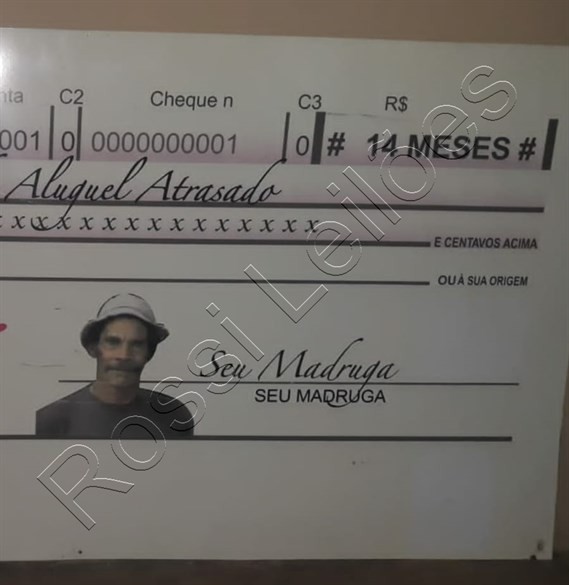 nta C2 Cheque n C3 R$
001 0 0000000001 0 # 14 MESES #
Aluguel Atrasado
x x x x x x x x x x x x x x x
E CENTAVOS ACIMA
OU À SUA ORIGEM
Seu Madruga
SEU MADRUGA
Rossi Leilões